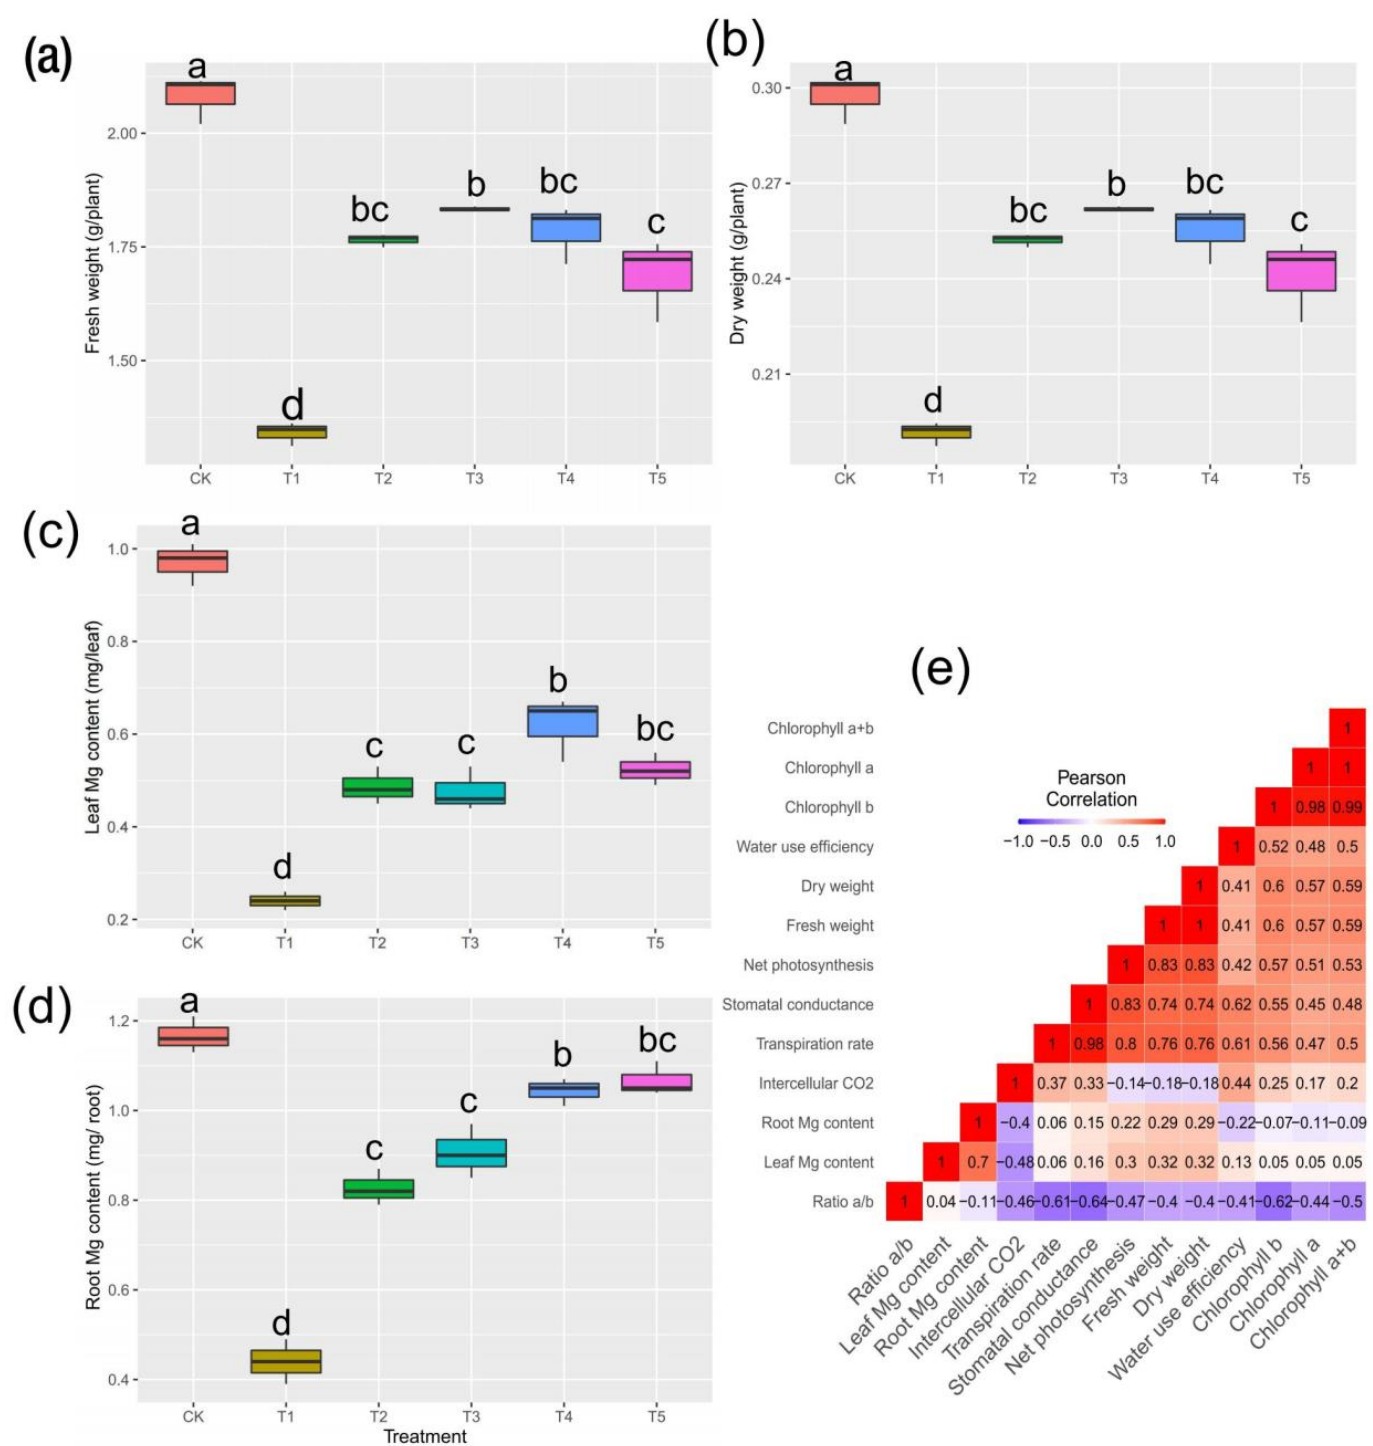 (a)
Fresh weight (g/plant)
2.00
1.75
1.50
a
d
bc
b
bc
c
CK T1 T2 T3 T4 T5
(b)
Dry weight (g/plant)
0.30
0.27
0.24
0.21
a
d
bc
b
bc
c
CK T1 T2 T3 T4 T5
(c)
Leaf Mg content (mg/leaf)
1.0
0.8
0.6
0.4
0.2
a
d
c
c
b
bc
CK T1 T2 T3 T4 T5
(d)
Root Mg content (mg/ root)
1.2
1.0
0.8
0.6
0.4
a
d
c
c
b
bc
CK T1 T2 T3 T4 T5
Treatment
(e)
Pearson
Correlation
−1.0 −0.5 0.0 0.5 1.0
Chlorophyll a+b 1
Chlorophyll a 1 1
Chlorophyll b 1 0.98 0.99
Water use efficiency 1 0.52 0.48 0.5
Dry weight 1 0.41 0.6 0.57 0.59
Fresh weight 1 1 0.41 0.6 0.57 0.59
Net photosynthesis 1 0.83 0.83 0.42 0.57 0.51 0.53
Stomatal conductance 1 0.83 0.74 0.74 0.62 0.55 0.45 0.48
Transpiration rate 1 0.98 0.8 0.76 0.76 0.61 0.56 0.47 0.5
Intercellular CO2 1 0.37 0.33 −0.14 −0.18 −0.18 0.44 0.25 0.17 0.2
Root Mg content 1 −0.4 0.06 0.15 0.22 0.29 0.29 −0.22 −0.07 −0.11 −0.09
Leaf Mg content 1 0.7 −0.48 0.06 0.16 0.3 0.32 0.32 0.13 0.05 0.05 0.05
Ratio a/b 1 0.04 −0.11 −0.46 −0.61 −0.64 −0.47 −0.4 −0.4 −0.41 −0.62 −0.44 −0.5
Ratio a/b
Leaf Mg content
Root Mg content
Intercellular CO2
Transpiration rate
Stomatal conductance
Net photosynthesis
Fresh weight
Dry weight
Water use efficiency
Chlorophyll b
Chlorophyll a
Chlorophyll a+b